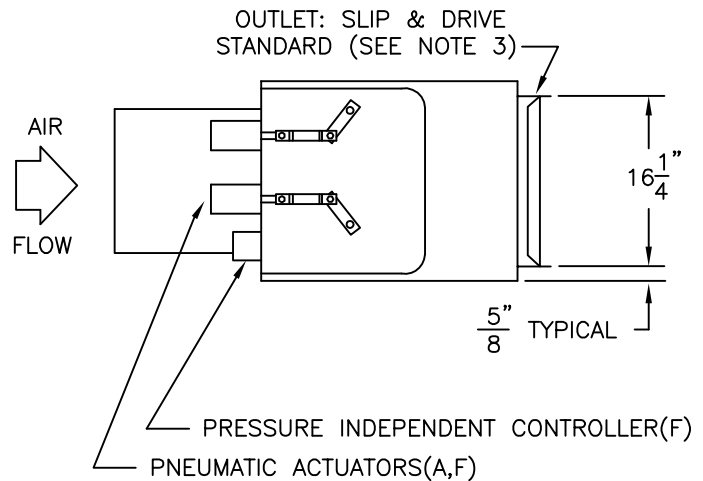 OUTLET: SLIP & DRIVE
STANDARD (SEE NOTE 3)
AIR
FLOW
16 1/4"
5/8" TYPICAL
PRESSURE INDEPENDENT CONTROLLER(F)
PNEUMATIC ACTUATORS(A,F)